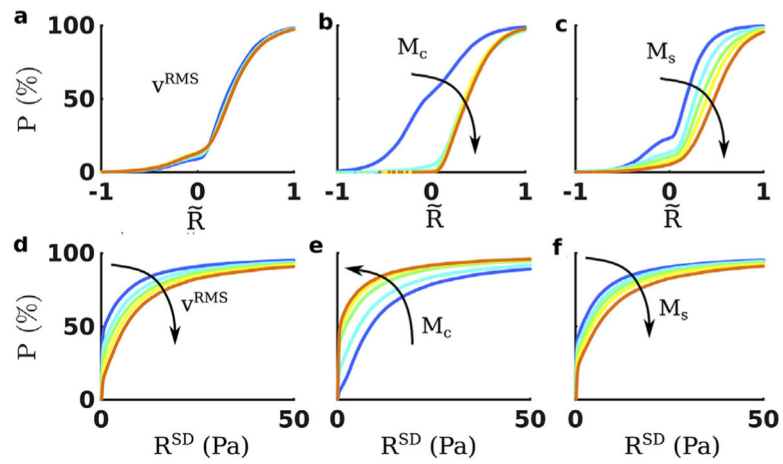 a
b
c
100
50
0
P (%)
v^RMS
M_c
M_s
-1 0 1
-1 0 1
-1 0 1
R̃
R̃
R̃
d
e
f
100
50
0
P (%)
v^RMS
M_c
M_s
0 50
0 50
0 50
R^SD (Pa)
R^SD (Pa)
R^SD (Pa)